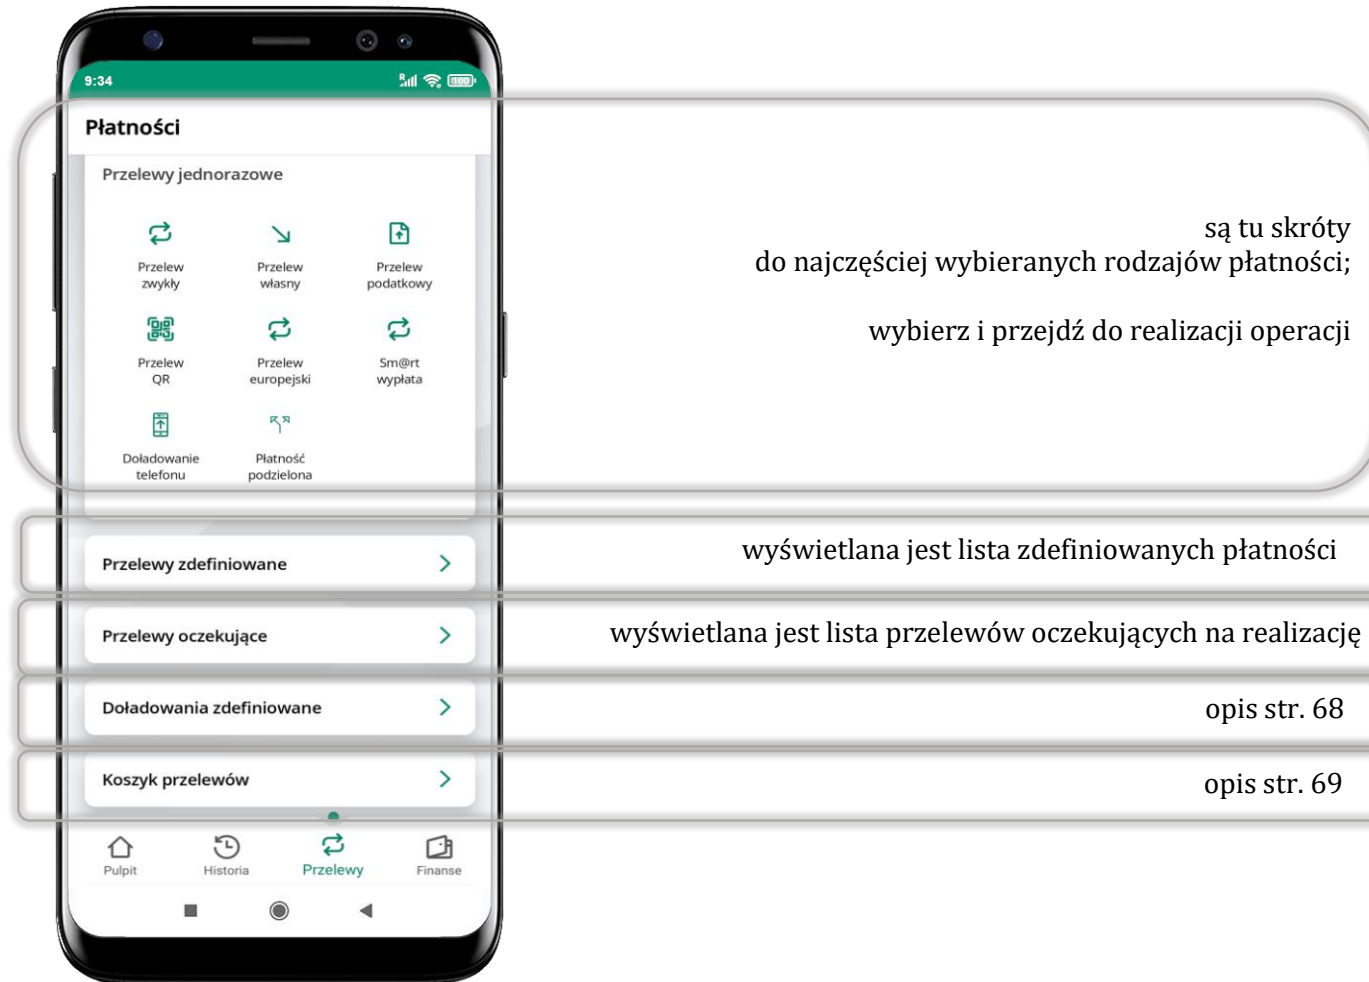 9:34
100
Płatności
Przelewy jednorazowe
Przelew
zwykły
Przelew
własny
Przelew
podatkowy
Przelew
QR
Przelew
europejski
Sm@rt
wypłata
Doładowanie
telefonu
Płatność
podzielona
są tu skróty
do najczęściej wybieranych rodzajów płatności;
wybierz i przejdź do realizacji operacji
Przelewy zdefiniowane
wyświetlana jest lista zdefiniowanych płatności
Przelewy oczekujące
wyświetlana jest lista przelewów oczekujących na realizację
Doładowania zdefiniowane
opis str. 68
Koszyk przelewów
opis str. 69
Pulpit
Historia
Przelewy
Finanse